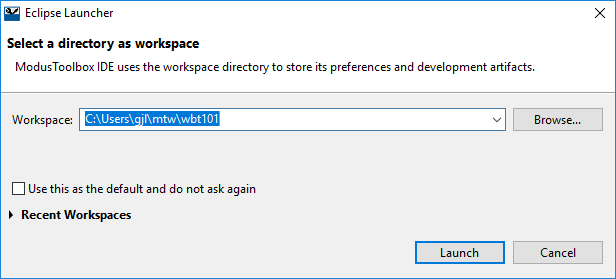 Eclipse Launcher
Select a directory as workspace
ModusToolbox IDE uses the workspace directory to store its preferences and development artifacts.
Workspace: C:\Users\gjl\mtw\wbt101 Browse...
Use this as the default and do not ask again
Recent Workspaces
Launch Cancel